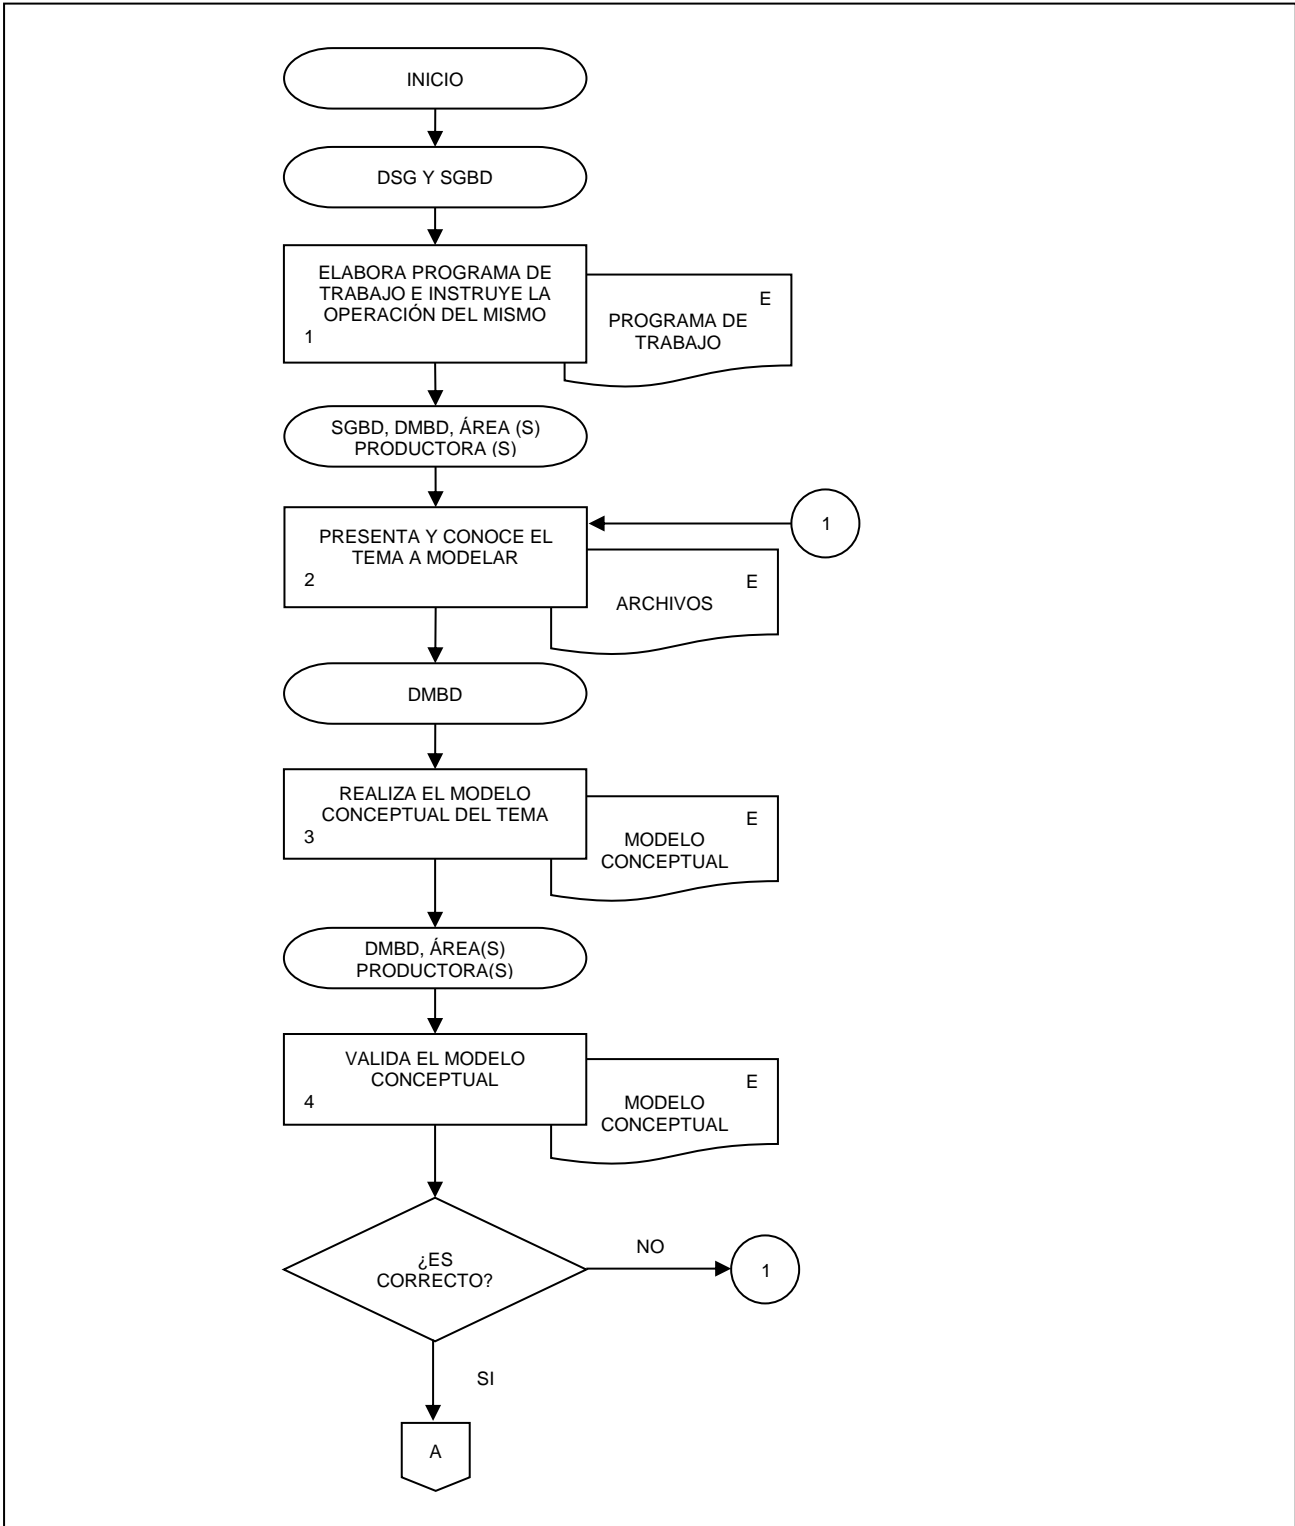 INICIO
DSG Y SGBD
ELABORA PROGRAMA DE
TRABAJO E INSTRUYE LA
OPERACIÓN DEL MISMO
1
E
PROGRAMA DE
TRABAJO
SGBD, DMBD, ÁREA (S)
PRODUCTORA (S)
1
PRESENTA Y CONOCE EL
TEMA A MODELAR
2
E
ARCHIVOS
DMBD
REALIZA EL MODELO
CONCEPTUAL DEL TEMA
3
E
MODELO
CONCEPTUAL
DMBD, ÁREA(S)
PRODUCTORA(S)
VALIDA EL MODELO
CONCEPTUAL
4
E
MODELO
CONCEPTUAL
¿ES
CORRECTO?
NO
1
SI
A